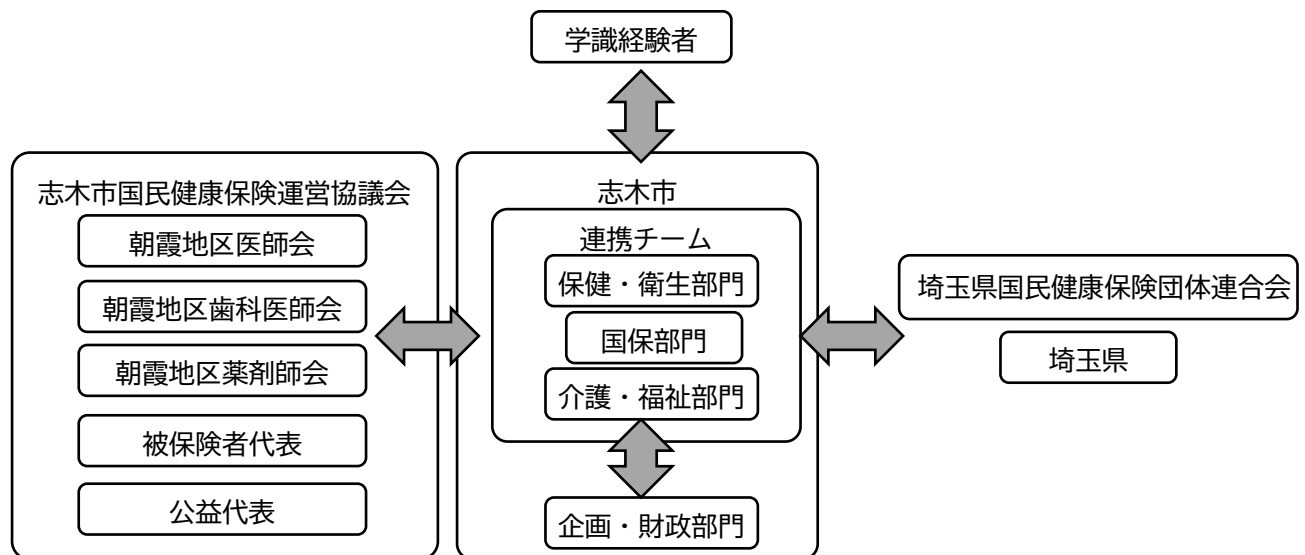 学識経験者
志木市国民健康保険運営協議会
朝霞地区医師会
朝霞地区歯科医師会
朝霞地区薬剤師会
被保険者代表
公益代表
志木市
連携チーム
保健・衛生部門
国保部門
介護・福祉部門
企画・財政部門
埼玉県国民健康保険団体連合会
埼玉県